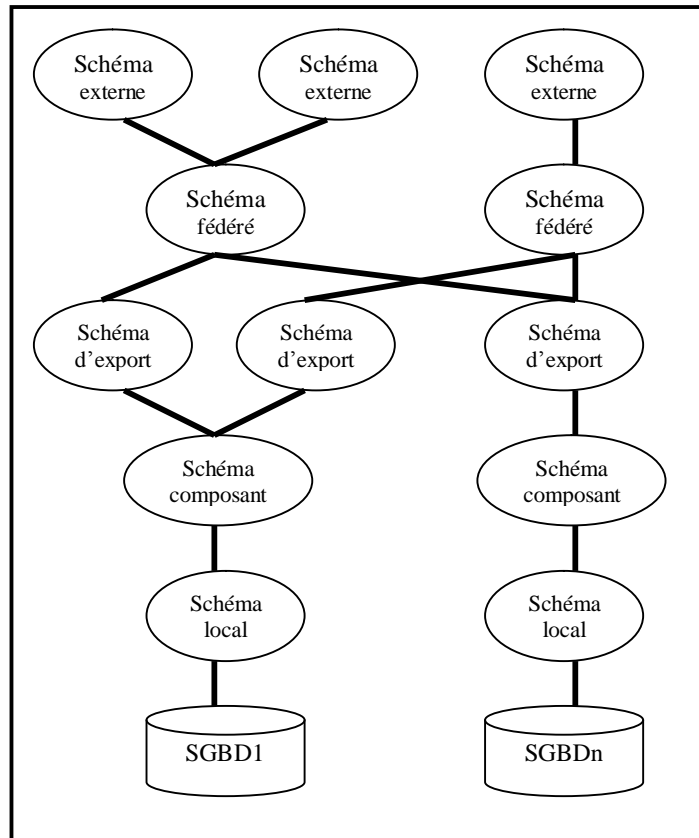 Schéma
externe
Schéma
externe
Schéma
externe
Schéma
fédéré
Schéma
fédéré
Schéma
d’export
Schéma
d’export
Schéma
d’export
Schéma
composant
Schéma
composant
Schéma
local
Schéma
local
SGBD1
SGBDn